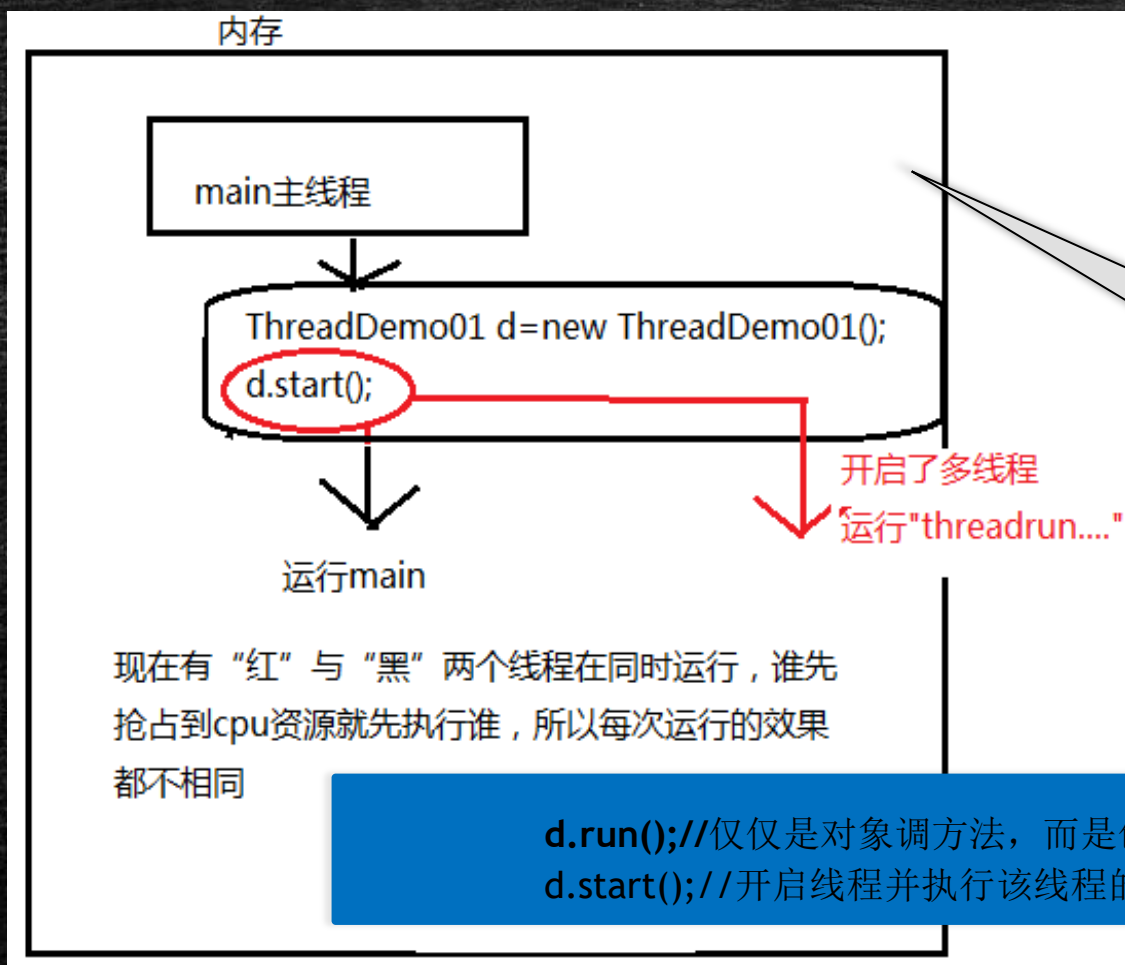 内存
main主线程
ThreadDemo01 d=new ThreadDemo01();
d.start();
开启了多线程
运行"threadrun...."
运行main
现在有“红”与“黑”两个线程在同时运行，谁先
抢占到cpu资源就先执行谁，所以每次运行的效果
都不相同
d.run();//仅仅是对象调方法，而是
d.start();//开启线程并执行该线程的